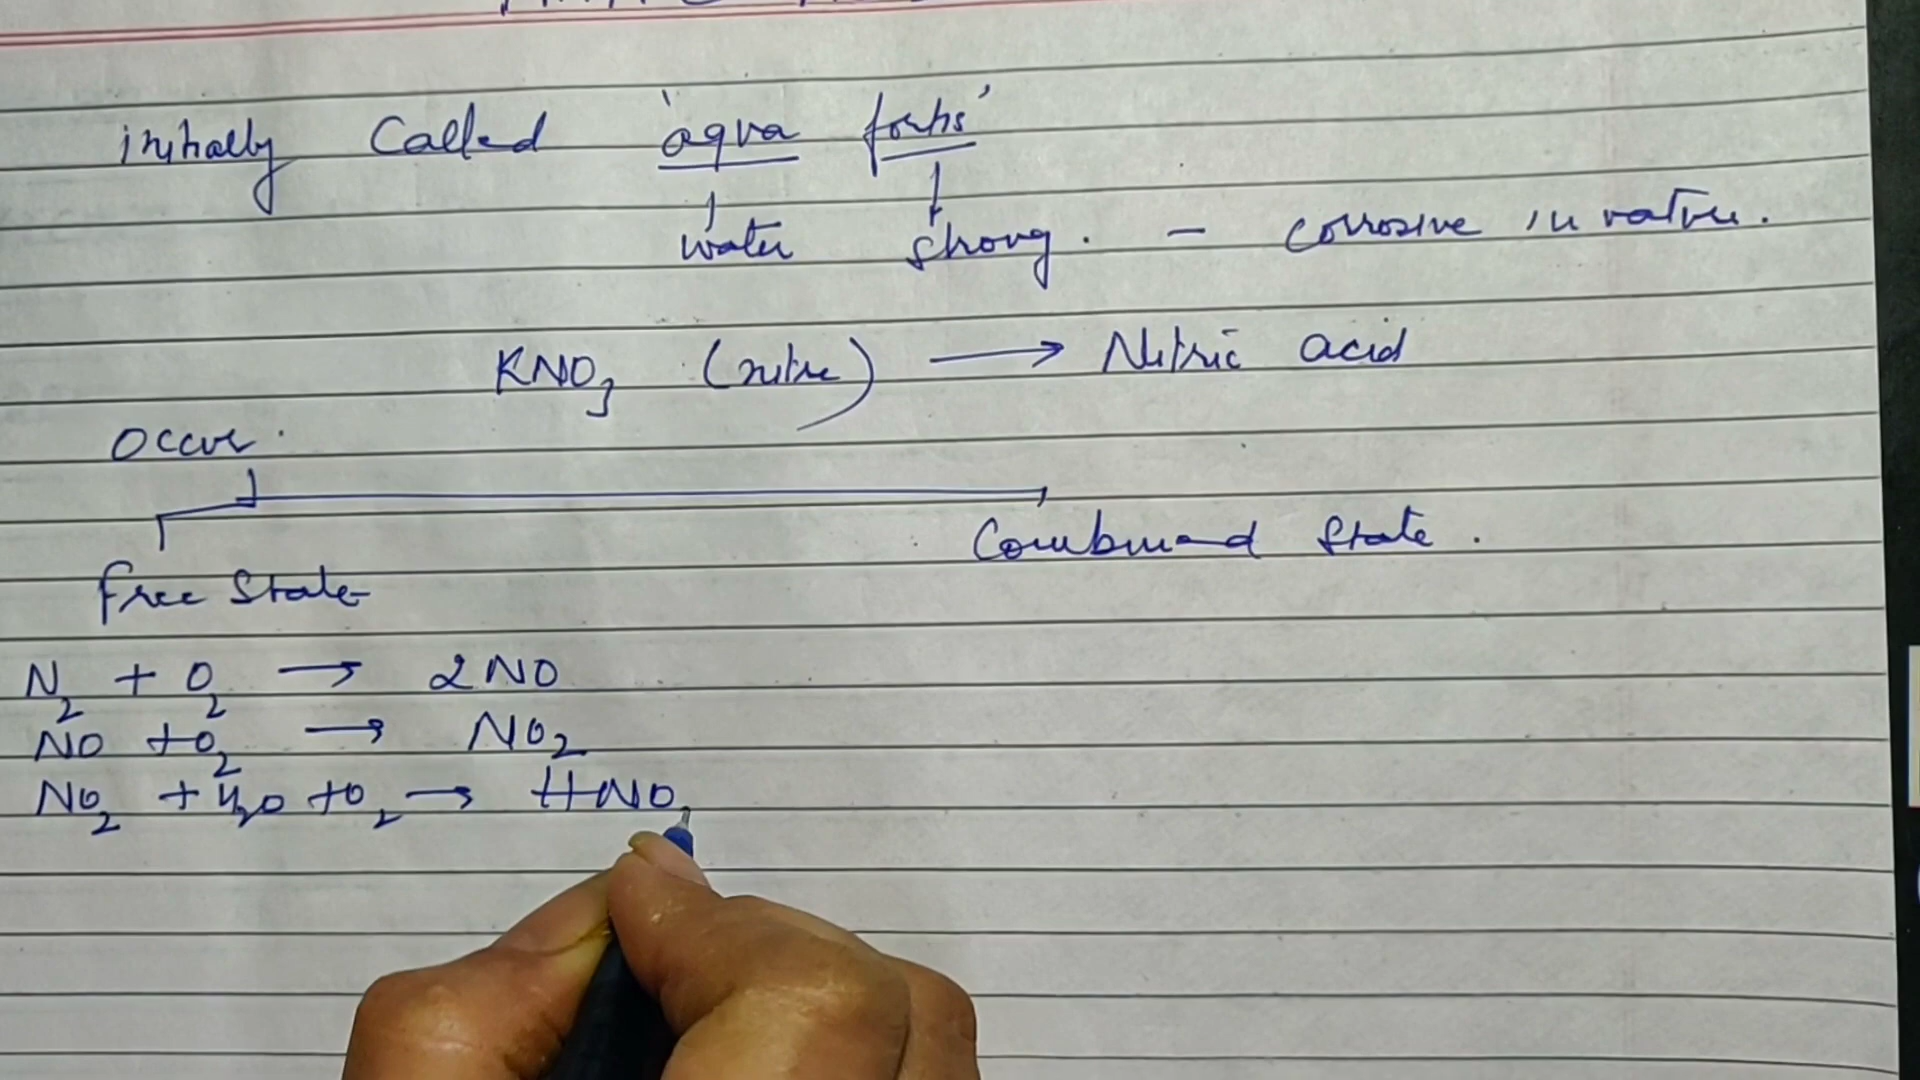 initially Called 'aqua fortis'
water strong. - corrosive in nature.
KNO₃ (nitre) → Nitric acid
Occur.
Combined State.
Free State
N₂ + O₂ → 2NO
NO + O₂ → NO₂
NO₂ + H₂O + O₂ → HNO